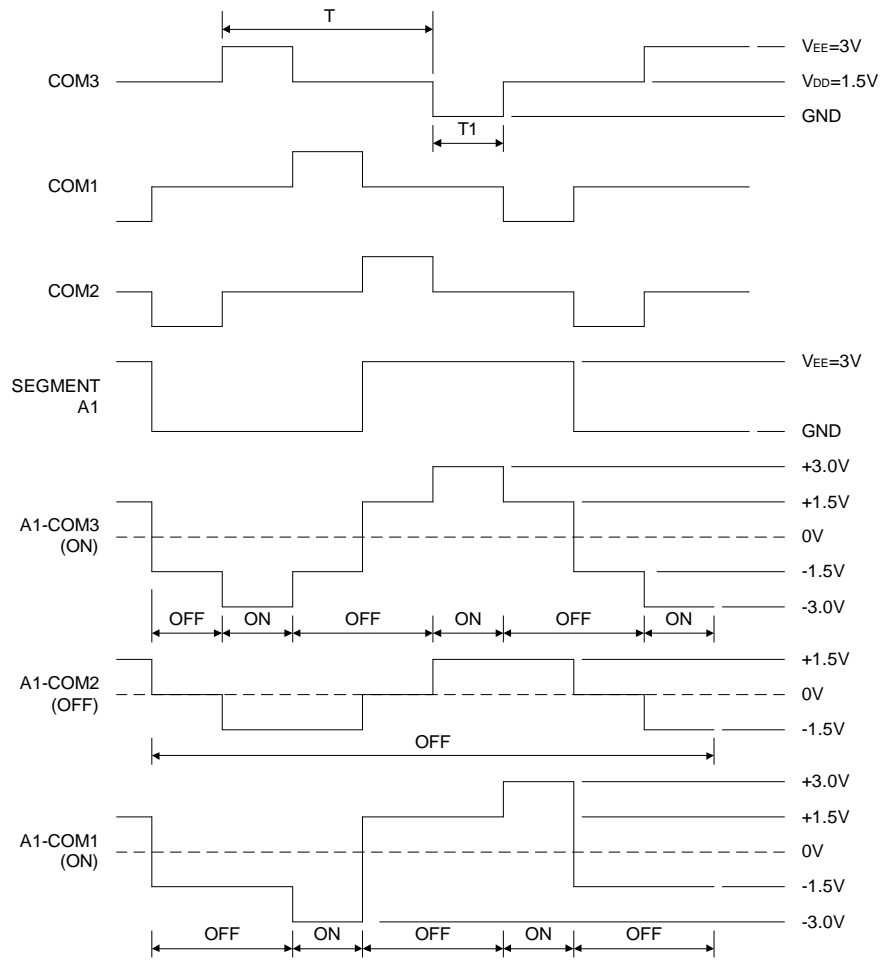 T
VEE=3V
COM3
VDD=1.5V
GND
T1
COM1
COM2
VEE=3V
SEGMENT
A1
GND
+3.0V
+1.5V
A1-COM3
(ON)
0V
-1.5V
-3.0V
OFF ON OFF ON OFF ON
+1.5V
A1-COM2
(OFF)
0V
-1.5V
OFF
+3.0V
+1.5V
A1-COM1
(ON)
0V
-1.5V
-3.0V
OFF ON OFF ON OFF